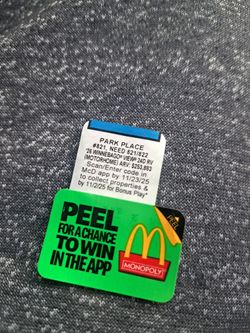 PARK PLACE
#821, NEED 821/822
'26 WINNEBAGO® VIEW® 24D RV
(MOTORHOME) ARV: $253,993
Scan/Enter code in
McD app by 11/23/25
to collect properties &
by 11/2/25 for Bonus Play*
PEEL
FOR A CHANCE
TO WIN
IN THE APP
MONOPOLY